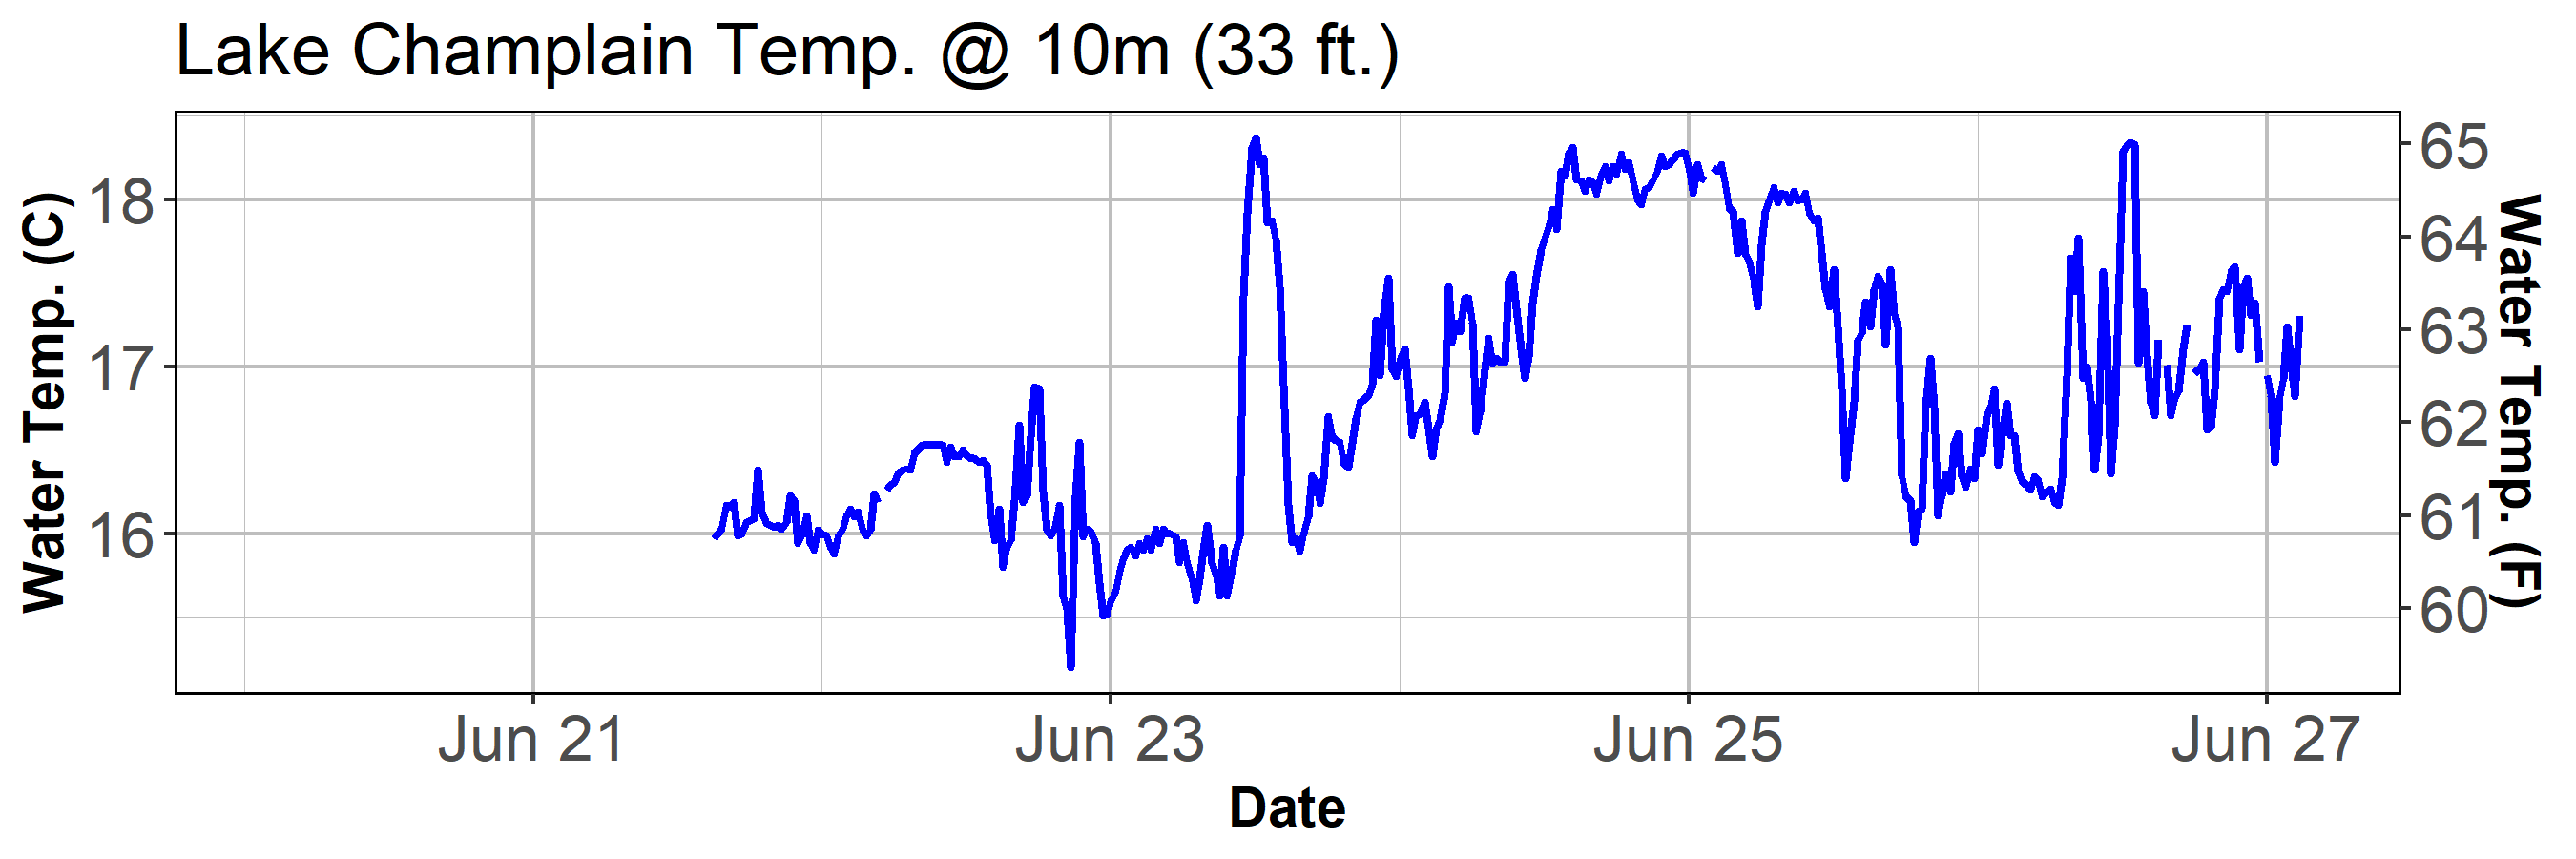 Lake Champlain Temp. @ 10m (33 ft.)
Water Temp. (C)
18
17
16
65
64
63
62
61
60
Water Temp. (F)
Jun 21
Jun 23
Jun 25
Jun 27
Date